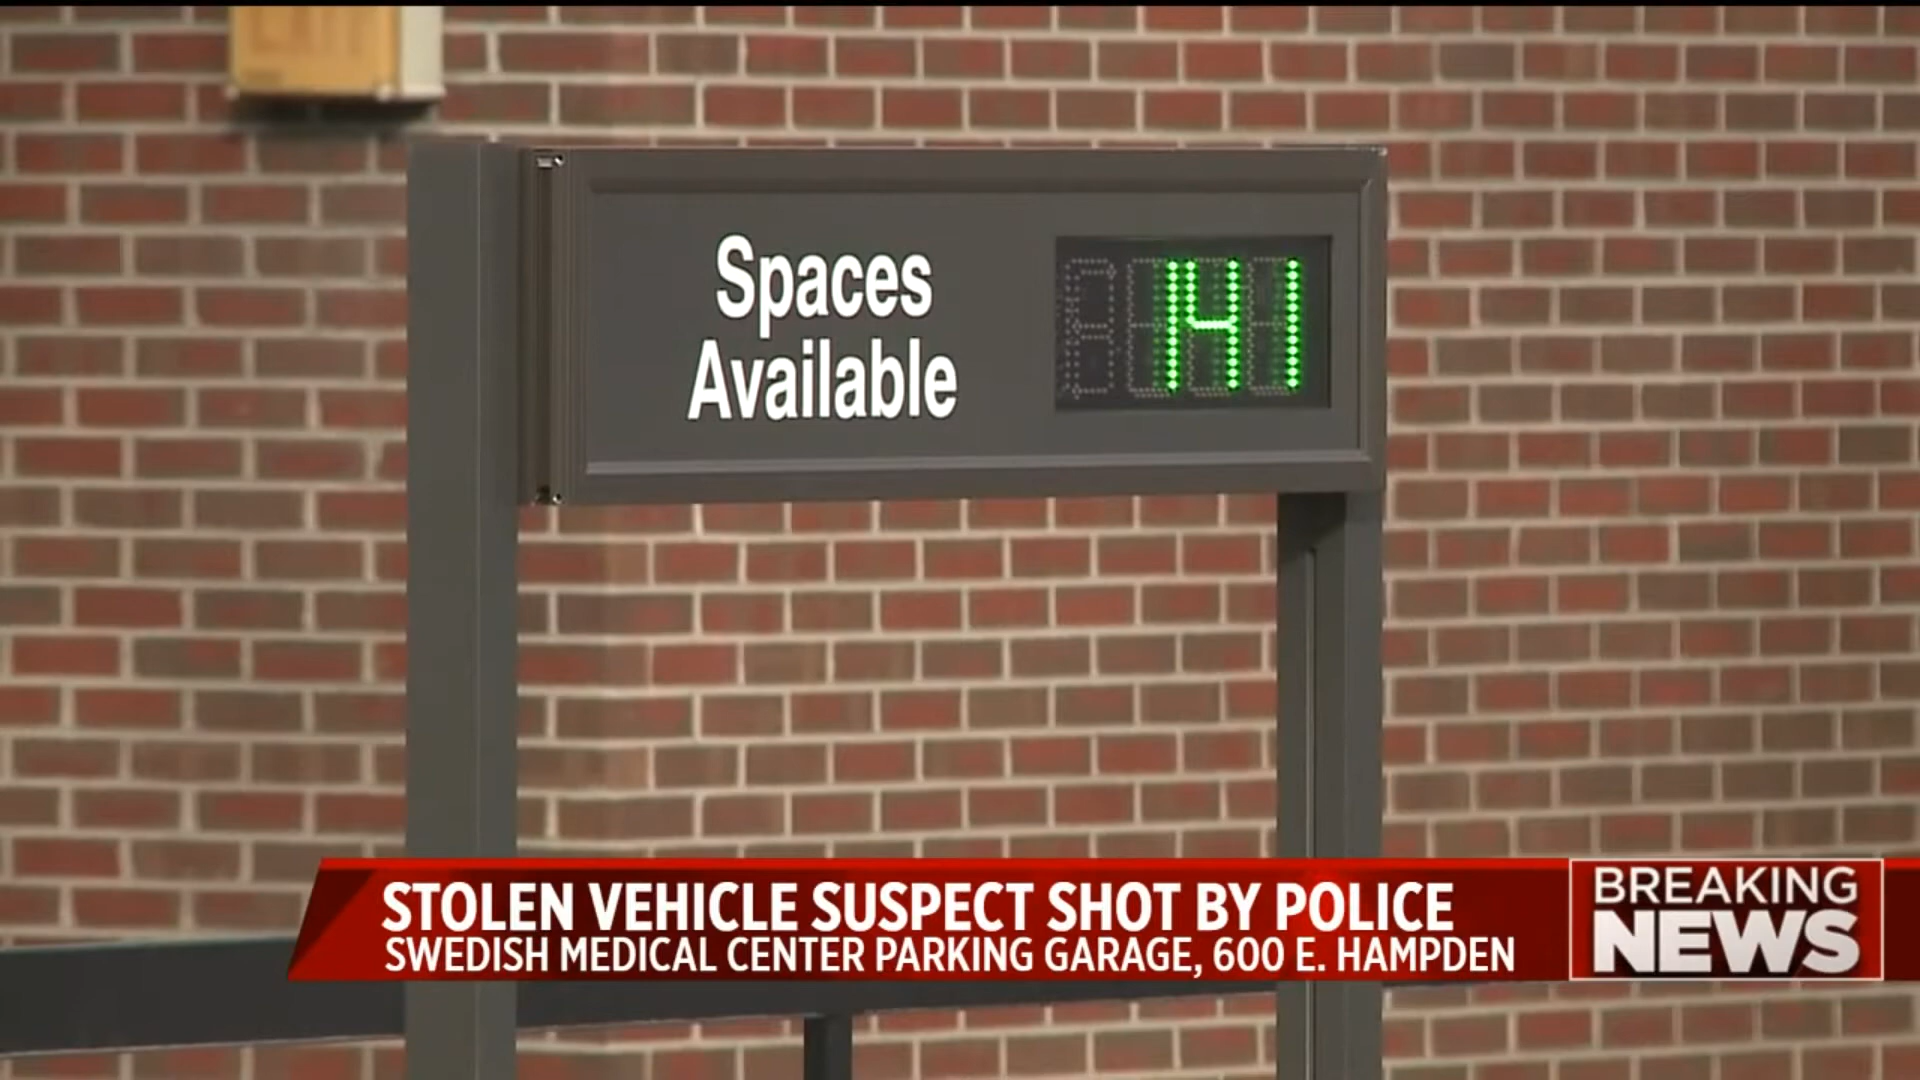 Spaces
Available
141
STOLEN VEHICLE SUSPECT SHOT BY POLICE
SWEDISH MEDICAL CENTER PARKING GARAGE, 600 E. HAMPDEN
BREAKING
NEWS